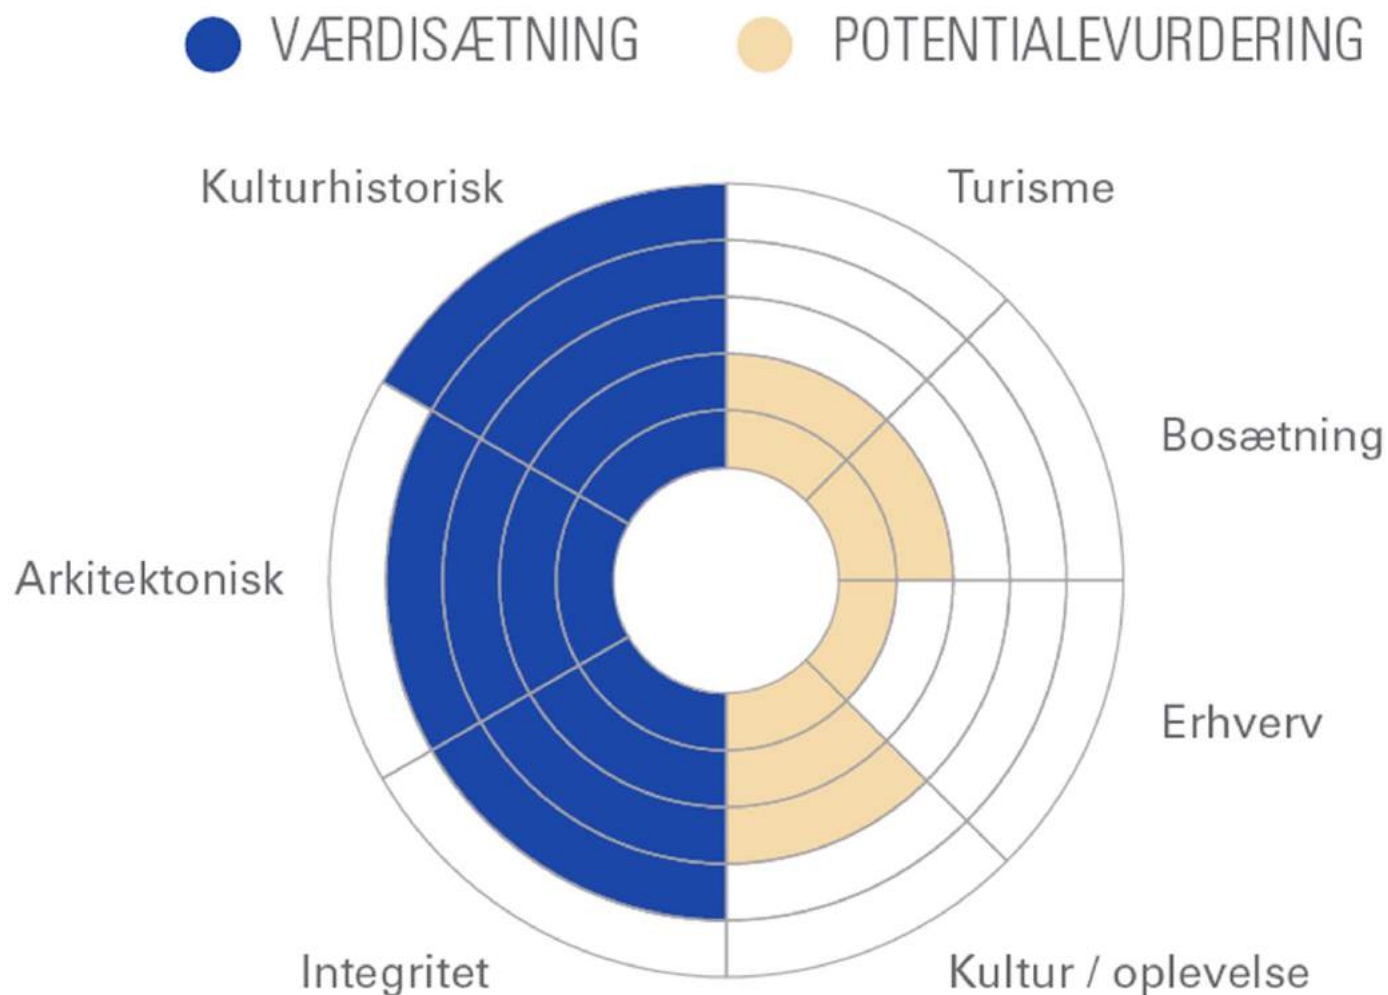 VÆRDISÆTNING
POTENTIALEVURDERING
Kulturhistorisk
Turisme
Bosætning
Arkitektonisk
Erhverv
Integritet
Kultur / oplevelse